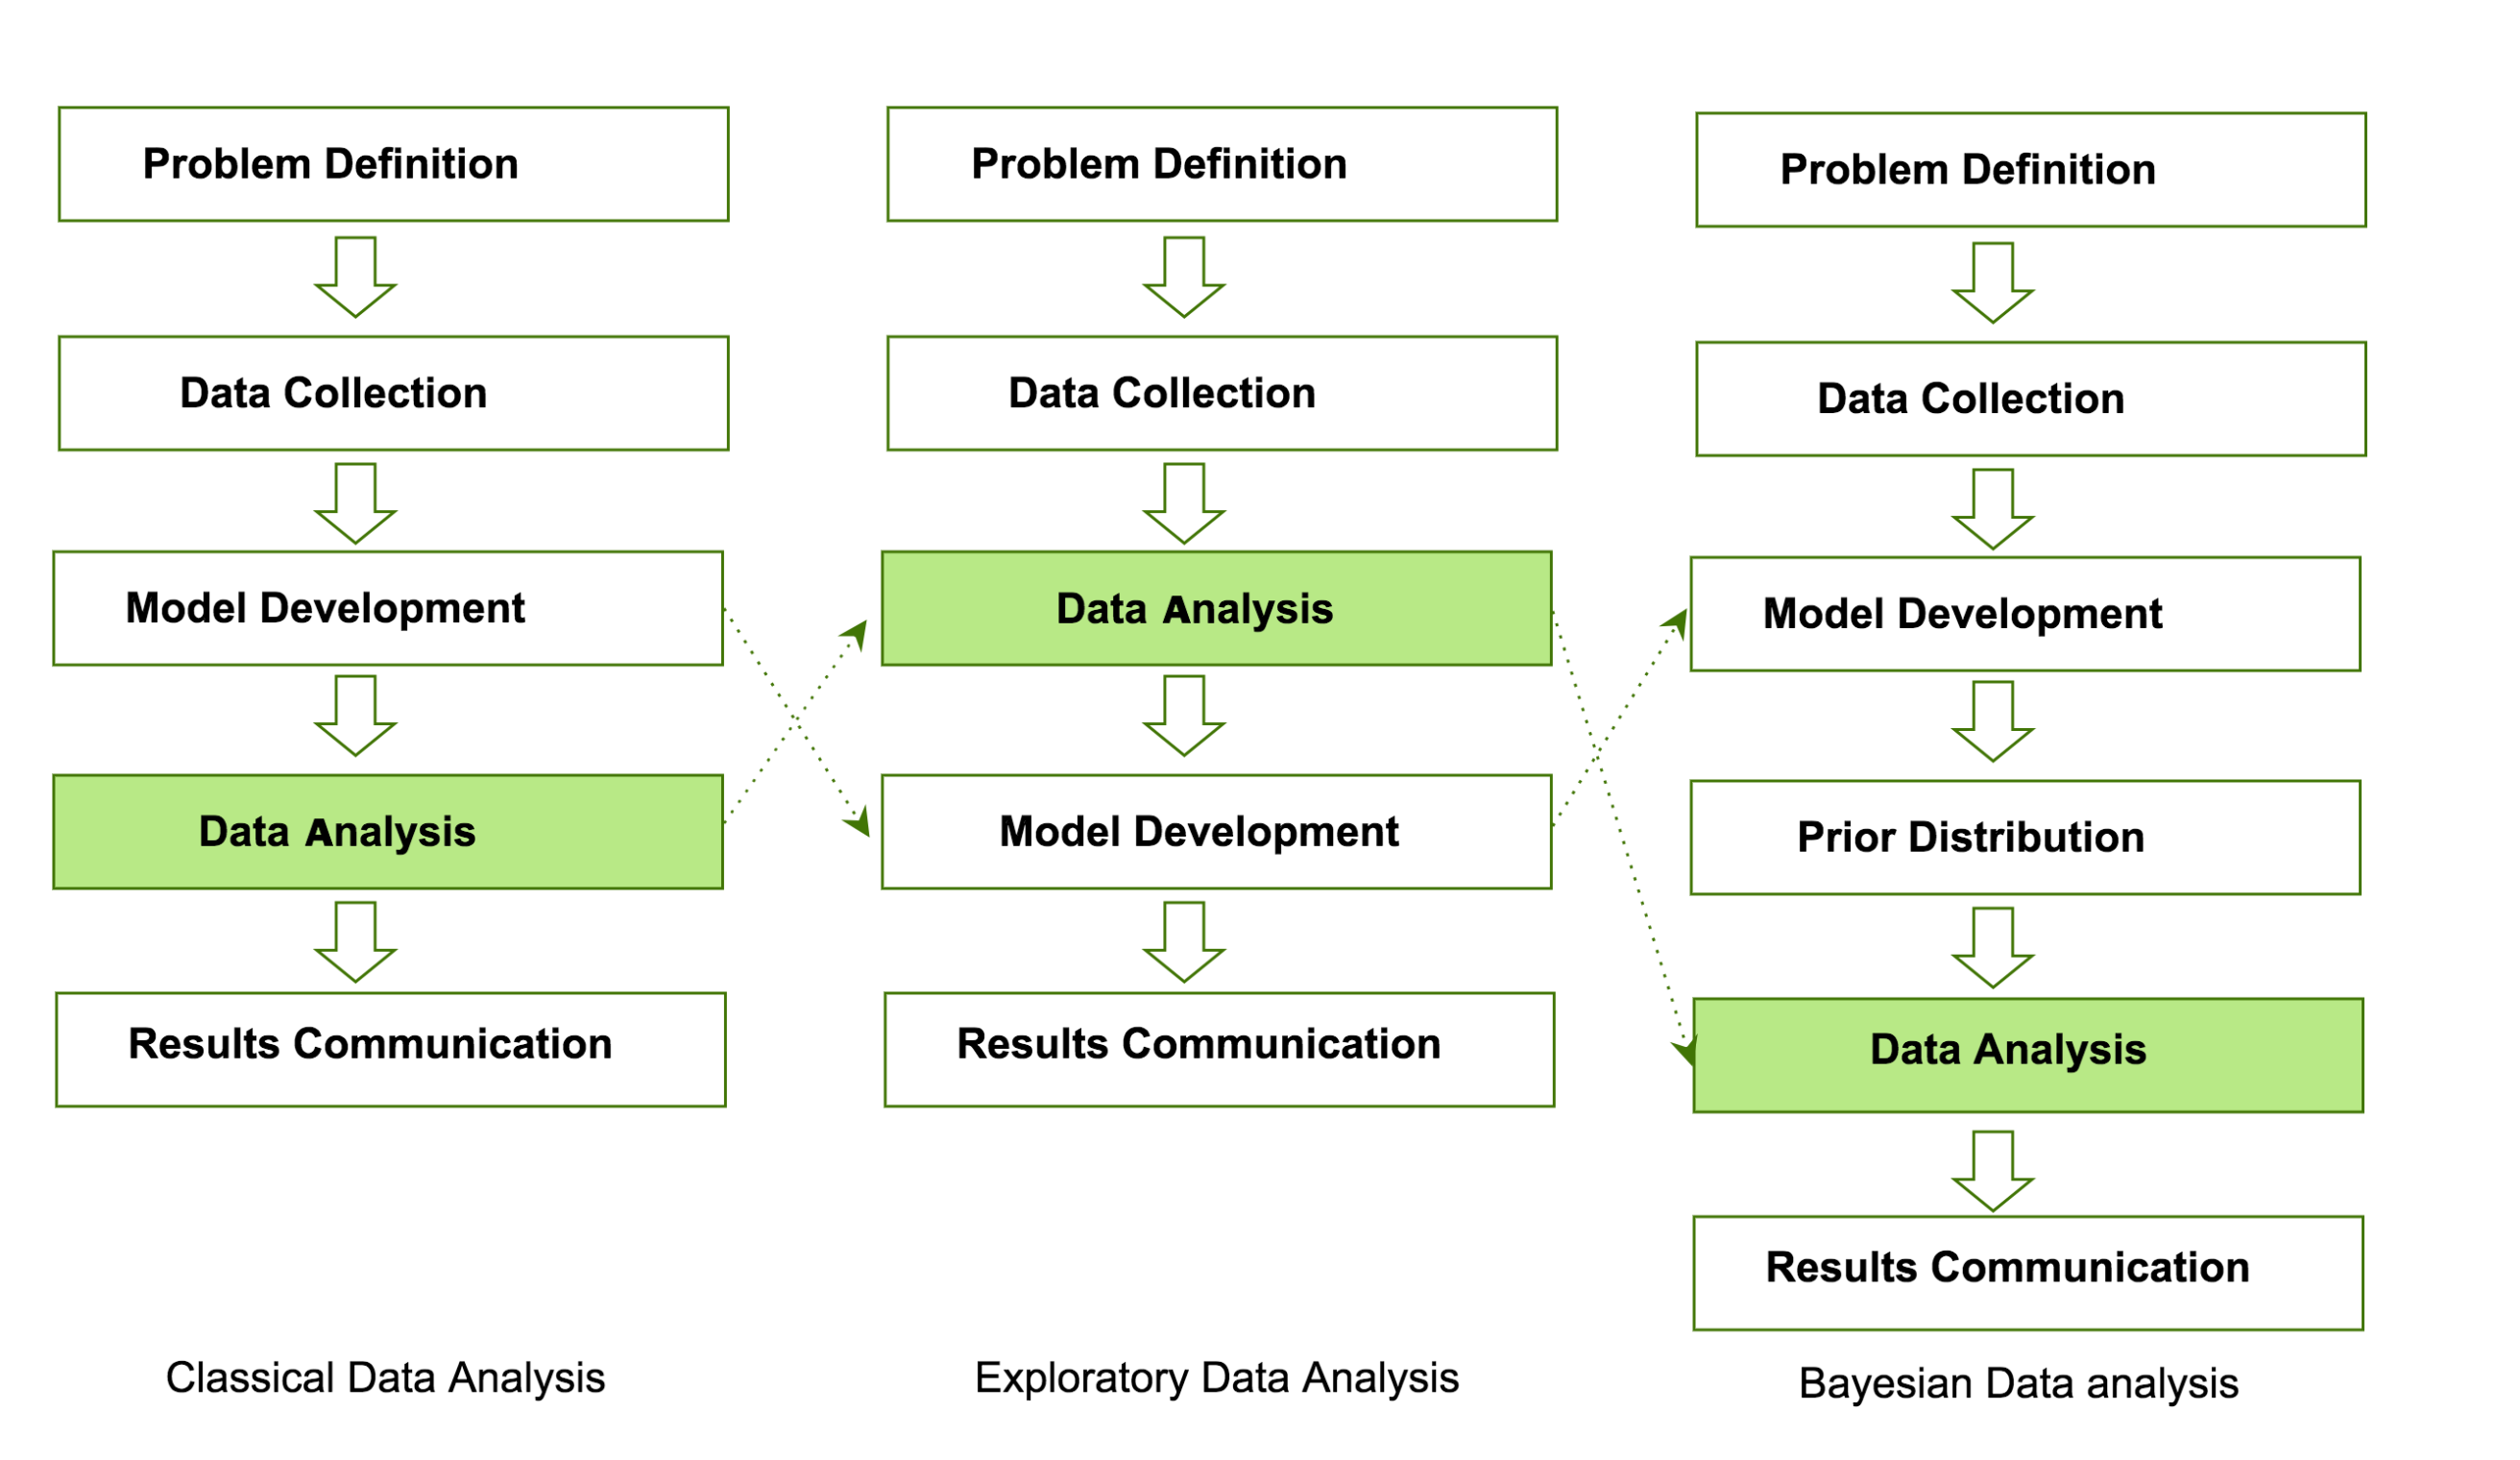 Problem Definition
Data Collection
Model Development
Data Analysis
Results Communication
Classical Data Analysis
Problem Definition
Data Collection
Data Analysis
Model Development
Results Communication
Exploratory Data Analysis
Problem Definition
Data Collection
Model Development
Prior Distribution
Data Analysis
Results Communication
Bayesian Data analysis